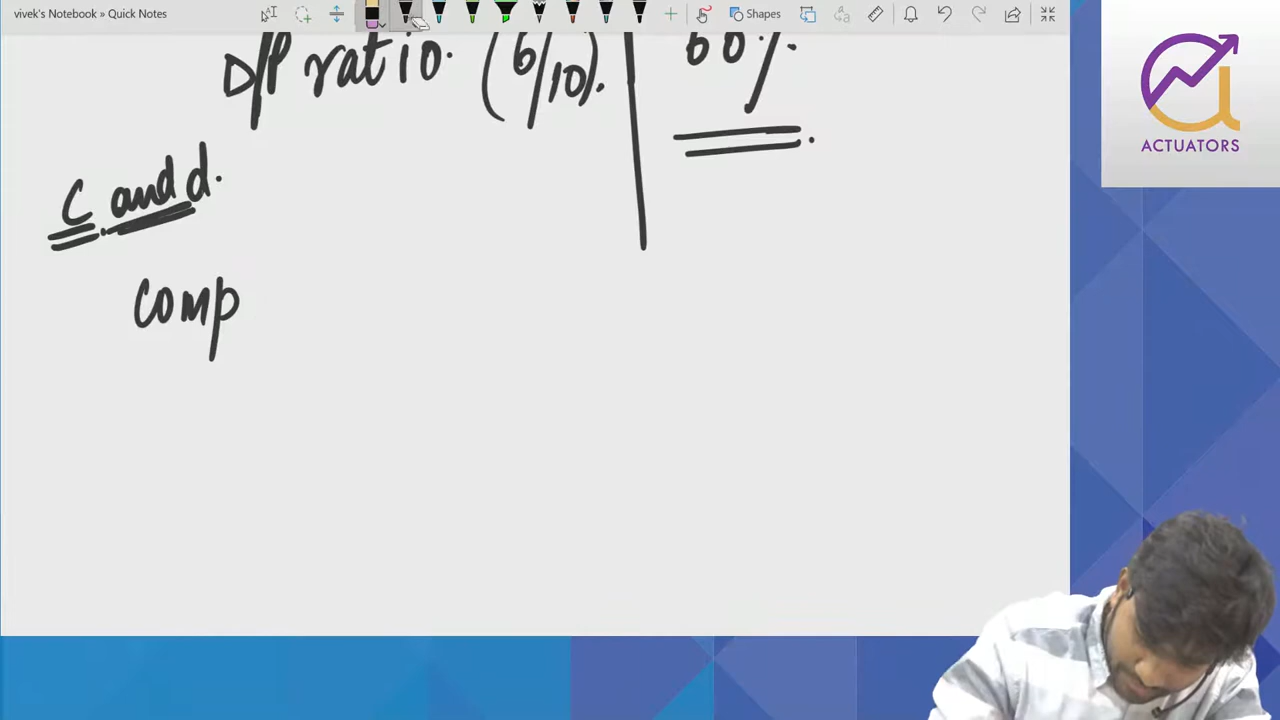 vivek's Notebook » Quick Notes
Shapes
D/P ratio. (6/10). 60%.
C. and d.
comp
ACTUATORS